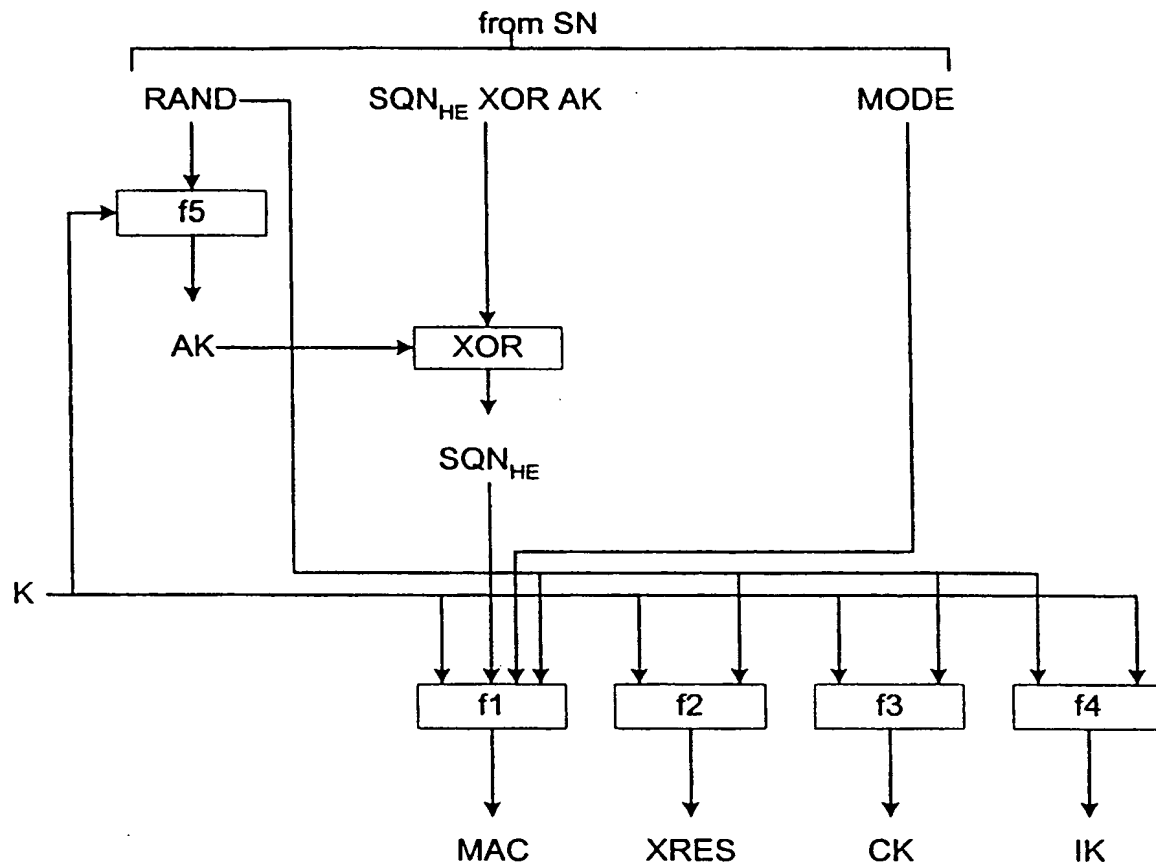 from SN
RAND SQN_HE XOR AK MODE
f5
AK XOR
SQN_HE
K
f1 f2 f3 f4
MAC XRES CK IK